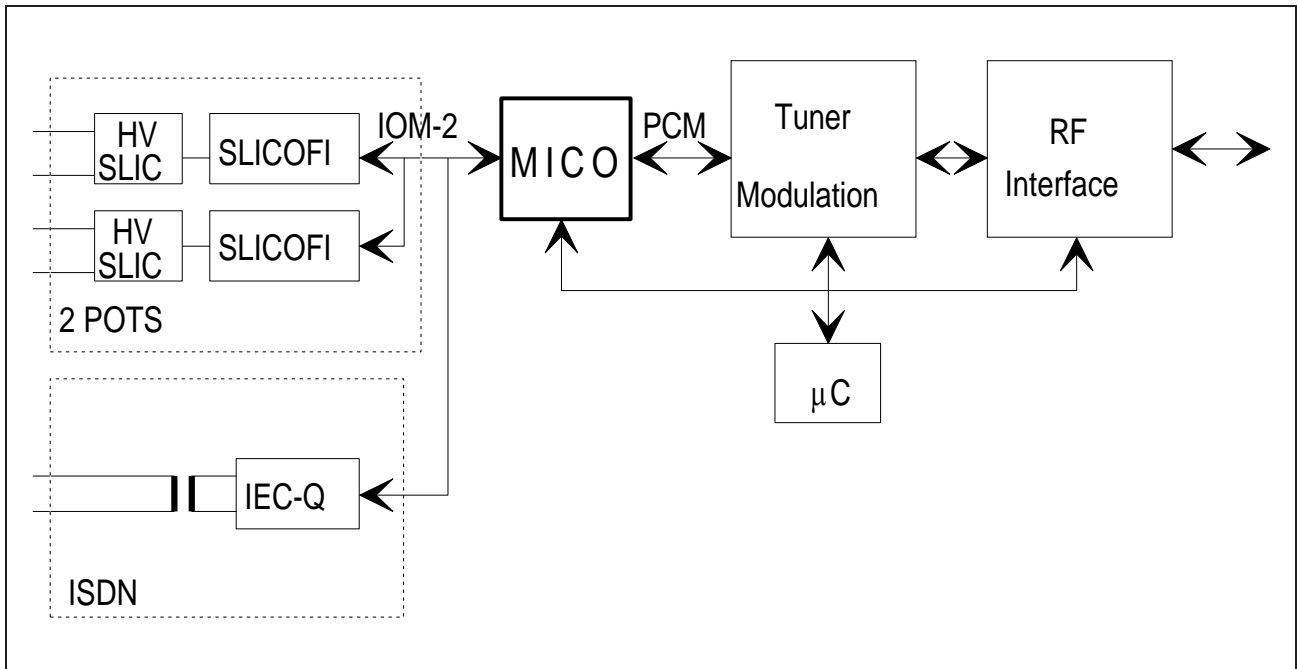 HV
SLIC
SLICOFI
IOM-2
MICO
PCM
Tuner
Modulation
RF
Interface
HV
SLIC
SLICOFI
2 POTS
μC
IEC-Q
ISDN